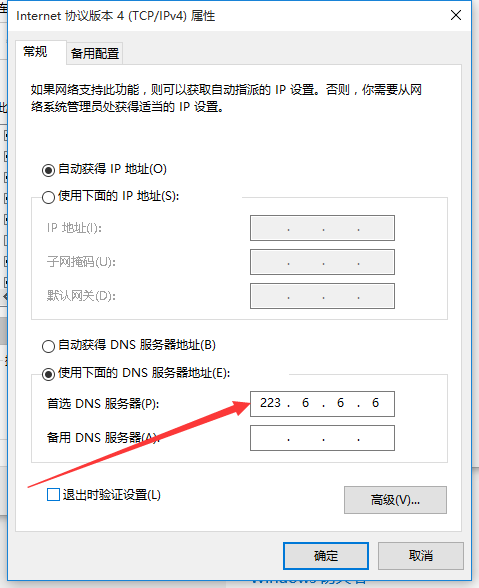 Internet 协议版本 4 (TCP/IPv4) 属性
常规
备用配置
如果网络支持此功能，则可以获取自动指派的 IP 设置。否则，你需要从网
络系统管理员处获得适当的 IP 设置。
自动获得 IP 地址(O)
使用下面的 IP 地址(S):
IP 地址(I):
子网掩码(U):
默认网关(D):
自动获得 DNS 服务器地址(B)
使用下面的 DNS 服务器地址(E):
首选 DNS 服务器(P): 223 . 6 . 6 . 6
备用 DNS 服务器(A):
退出时验证设置(L)
高级(V)...
确定 取消